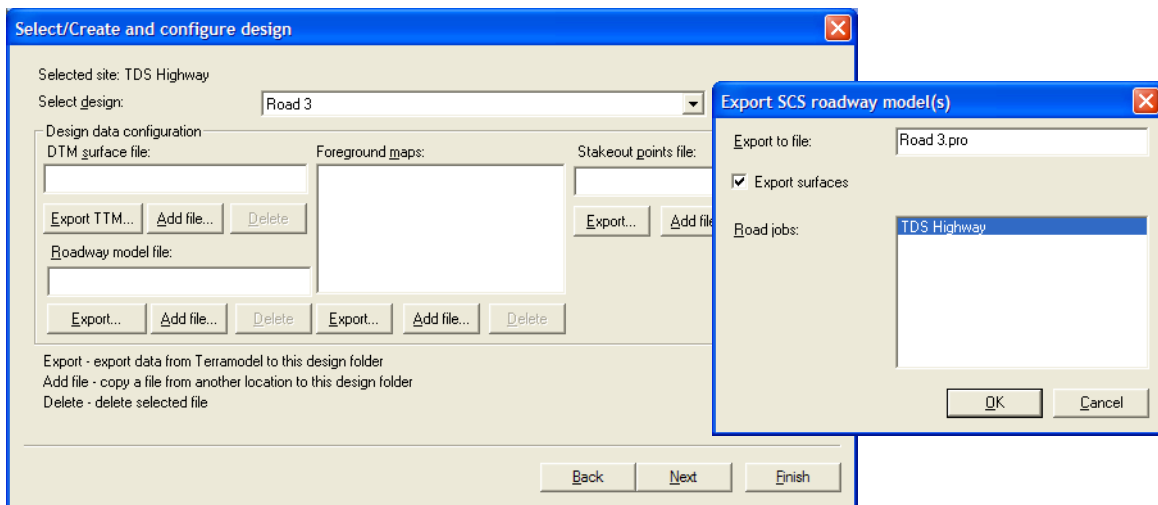 Select/Create and configure design
Selected site: TDS Highway
Select design:
Road 3
Design data configuration
DTM surface file:
Foreground maps:
Stakeout points file:
Export TTM...
Add file...
Delete
Export...
Add file
Roadway model file:
Export...
Add file...
Delete
Export...
Add file...
Delete
Export - export data from Terramodel to this design folder
Add file - copy a file from another location to this design folder
Delete - delete selected file
Back
Next
Finish
Export SCS roadway model(s)
Export to file:
Road 3.pro
Export surfaces
Road jobs:
TDS Highway
OK
Cancel